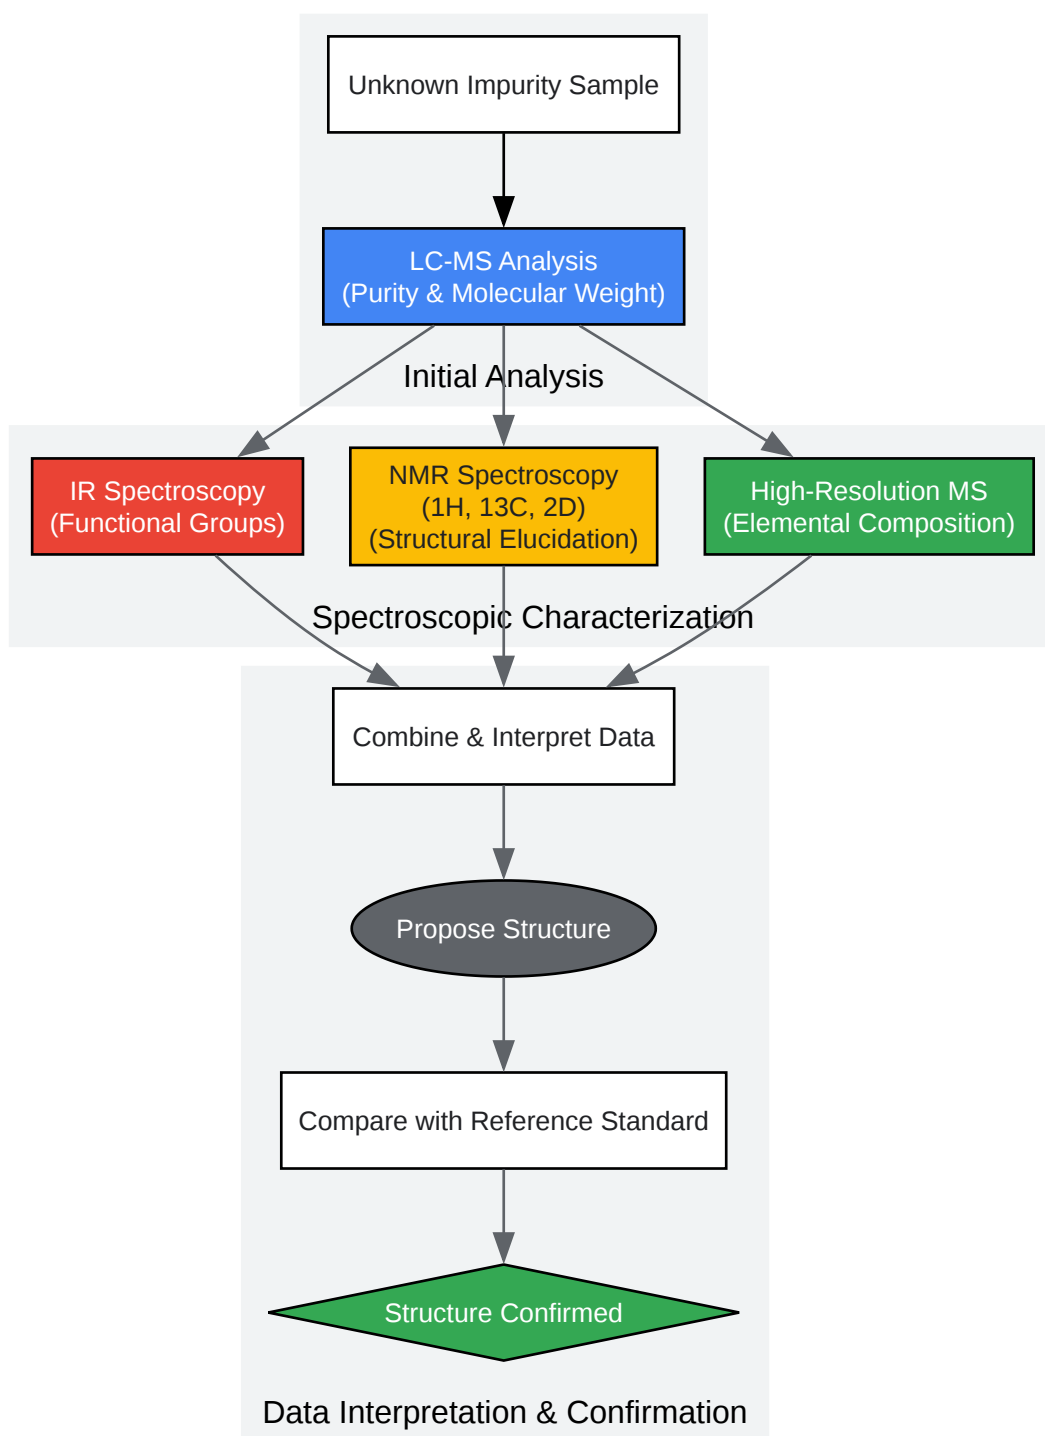 Unknown Impurity Sample
LC-MS Analysis
(Purity & Molecular Weight)
Initial Analysis
IR Spectroscopy
(Functional Groups)
NMR Spectroscopy
(1H, 13C, 2D)
(Structural Elucidation)
High-Resolution MS
(Elemental Composition)
Spectroscopic Characterization
Combine & Interpret Data
Propose Structure
Compare with Reference Standard
Structure Confirmed
Data Interpretation & Confirmation